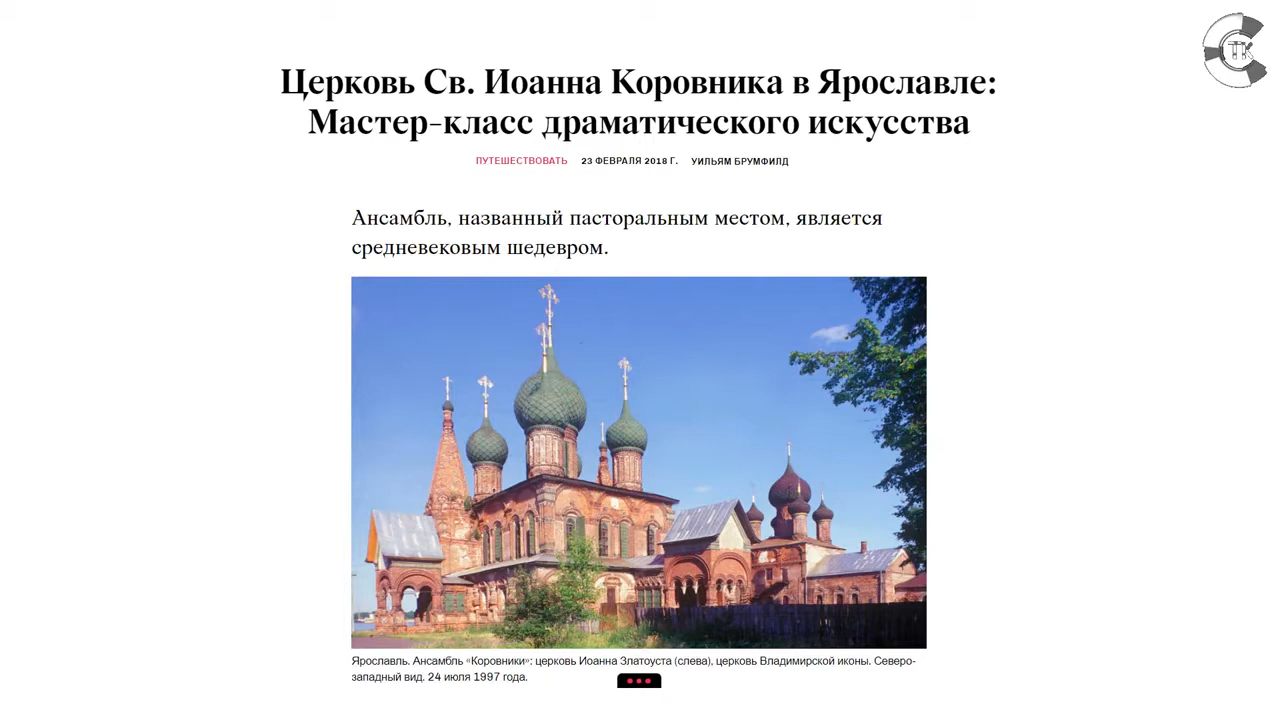 ТК
Церковь Св. Иоанна Коровника в Ярославле:
Мастер-класс драматического искусства
ПУТЕШЕСТВОВАТЬ 23 ФЕВРАЛЯ 2018 Г. УИЛЬЯМ БРУМФИЛД
Ансамбль, названный пасторальным местом, является
средневековым шедевром.
Ярославль. Ансамбль «Коровники»: церковь Иоанна Златоуста (слева), церковь Владимирской иконы. Северо-
западный вид. 24 июля 1997 года.